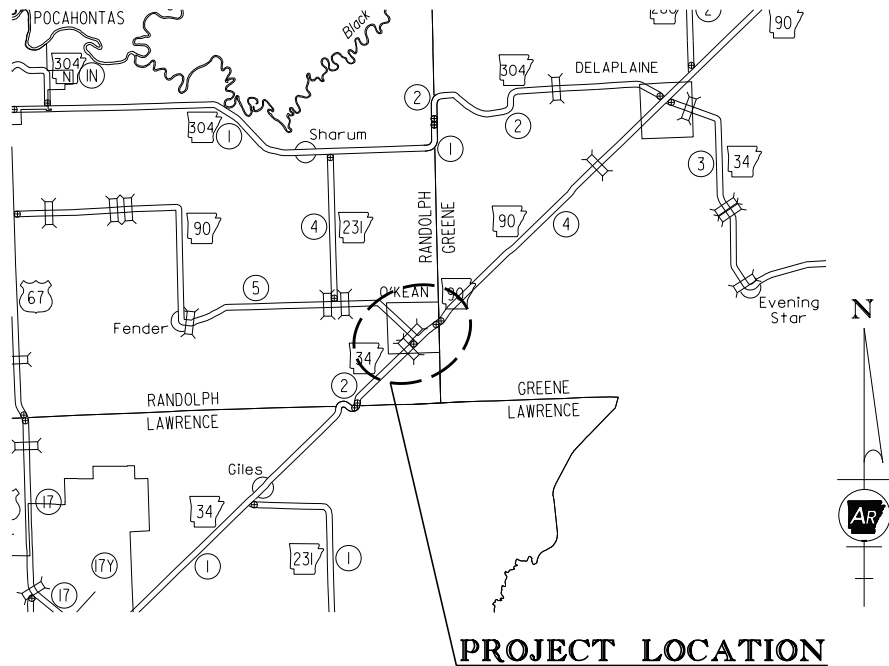 POCAHONTAS
Black
2
90
304
N
1N
304
DELAPLAINE
2
304
1
Sharum
2
1
3
34
90
4
231
RANDOLPH
GREENE
90
4
67
5
O'KEAN
90
Evening
Star
Fender
34
2
N
RANDOLPH
LAWRENCE
GREENE
LAWRENCE
Giles
17
34
AR
231
1
17Y
1
17
PROJECT LOCATION